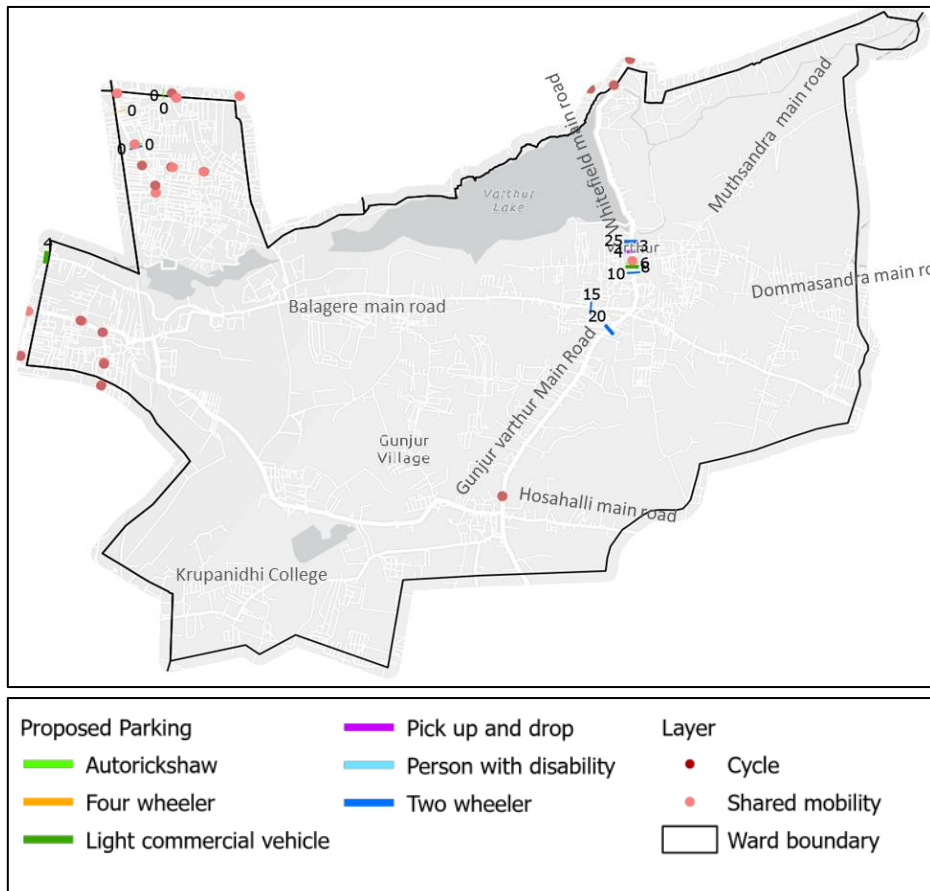 0
0
0
0
0
0
Whitefield main road
Muthsandra main road
Varthur
Lake
25
3
Varthur
4
6
8
10
4
Dommasandra main ro
15
Balagere main road
20
Gunjur varthur Main Road
Gunjur
Village
Hosahalli main road
Krupanidhi College
Proposed Parking
Autorickshaw
Four wheeler
Light commercial vehicle
Pick up and drop
Person with disability
Two wheeler
Layer
Cycle
Shared mobility
Ward boundary